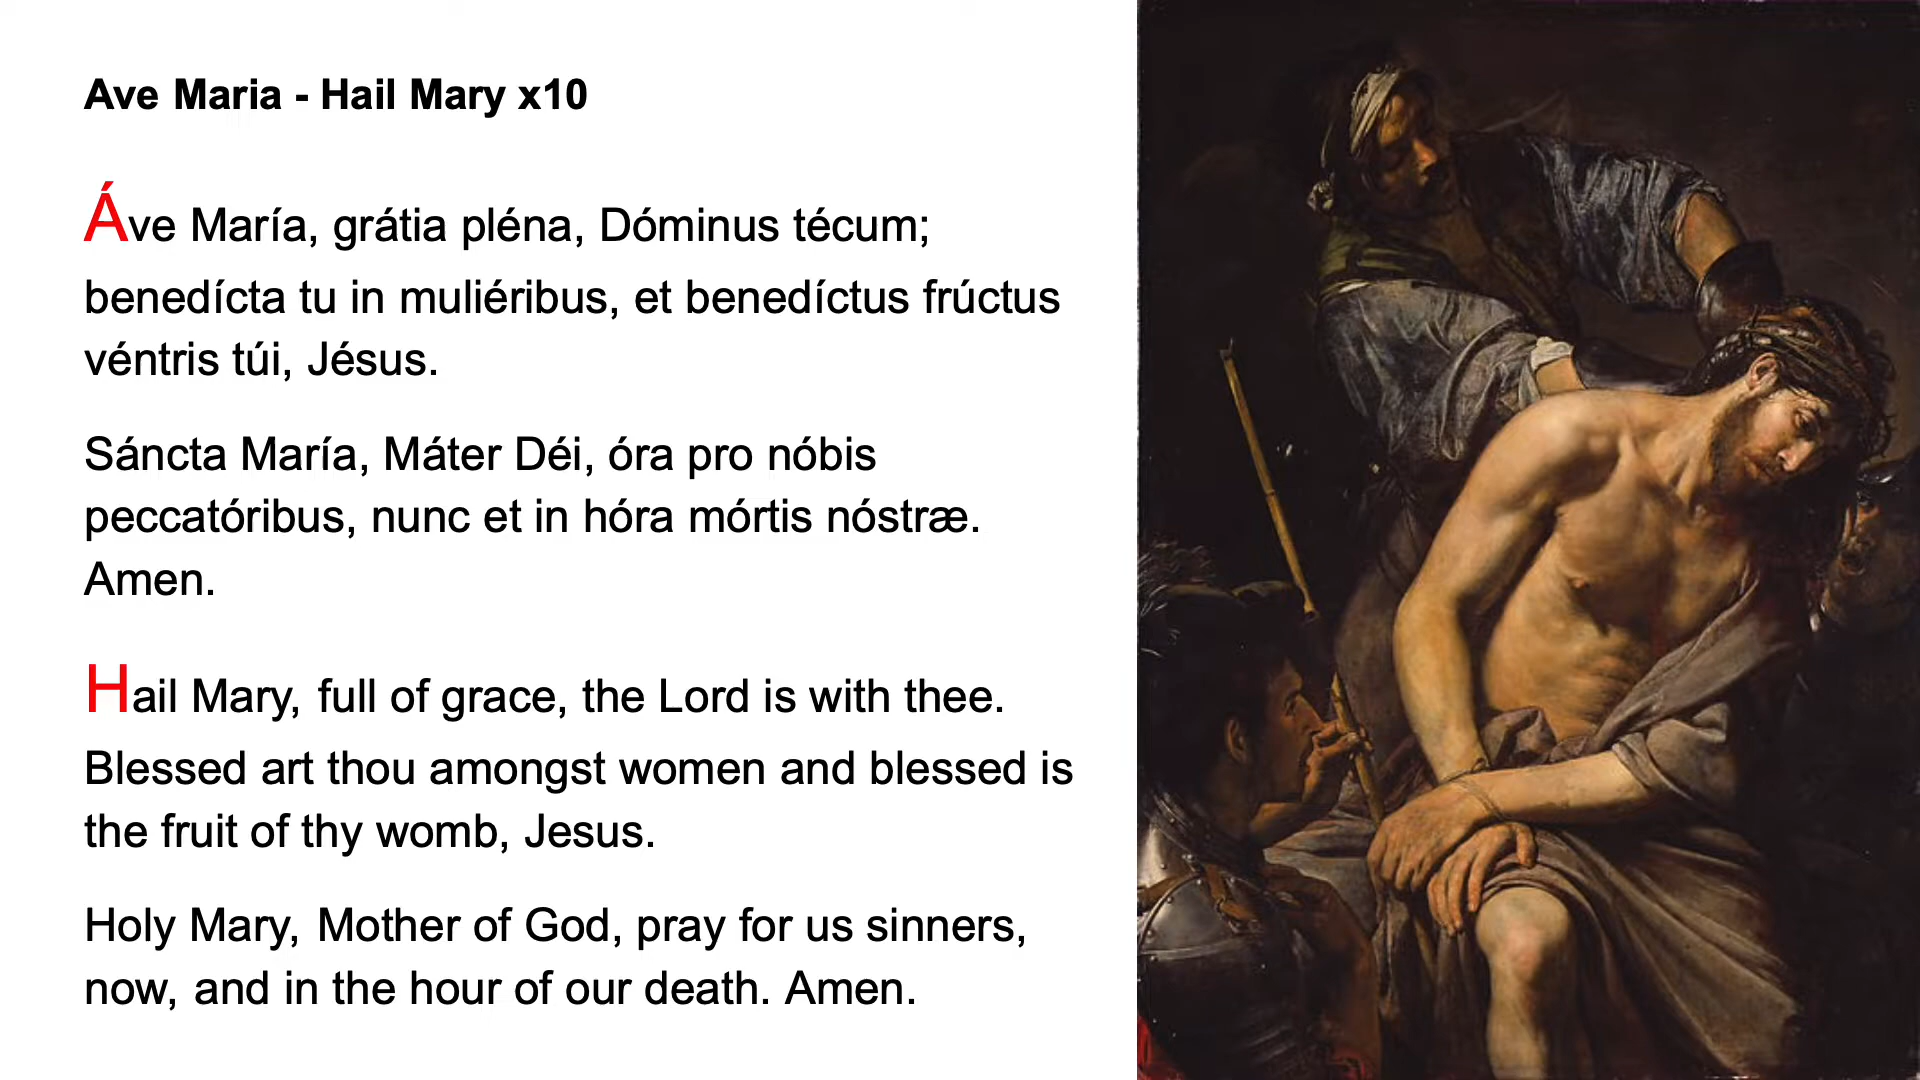 Ave Maria - Hail Mary x10
Áve María, grátia pléna, Dóminus técum;
benedícta tu in muliéribus, et benedíctus frúctus
véntris túi, Jésus.
Sáncta María, Máter Déi, óra pro nóbis
peccatóribus, nunc et in hóra mórtis nóstræ.
Amen.
Hail Mary, full of grace, the Lord is with thee.
Blessed art thou amongst women and blessed is
the fruit of thy womb, Jesus.
Holy Mary, Mother of God, pray for us sinners,
now, and in the hour of our death. Amen.